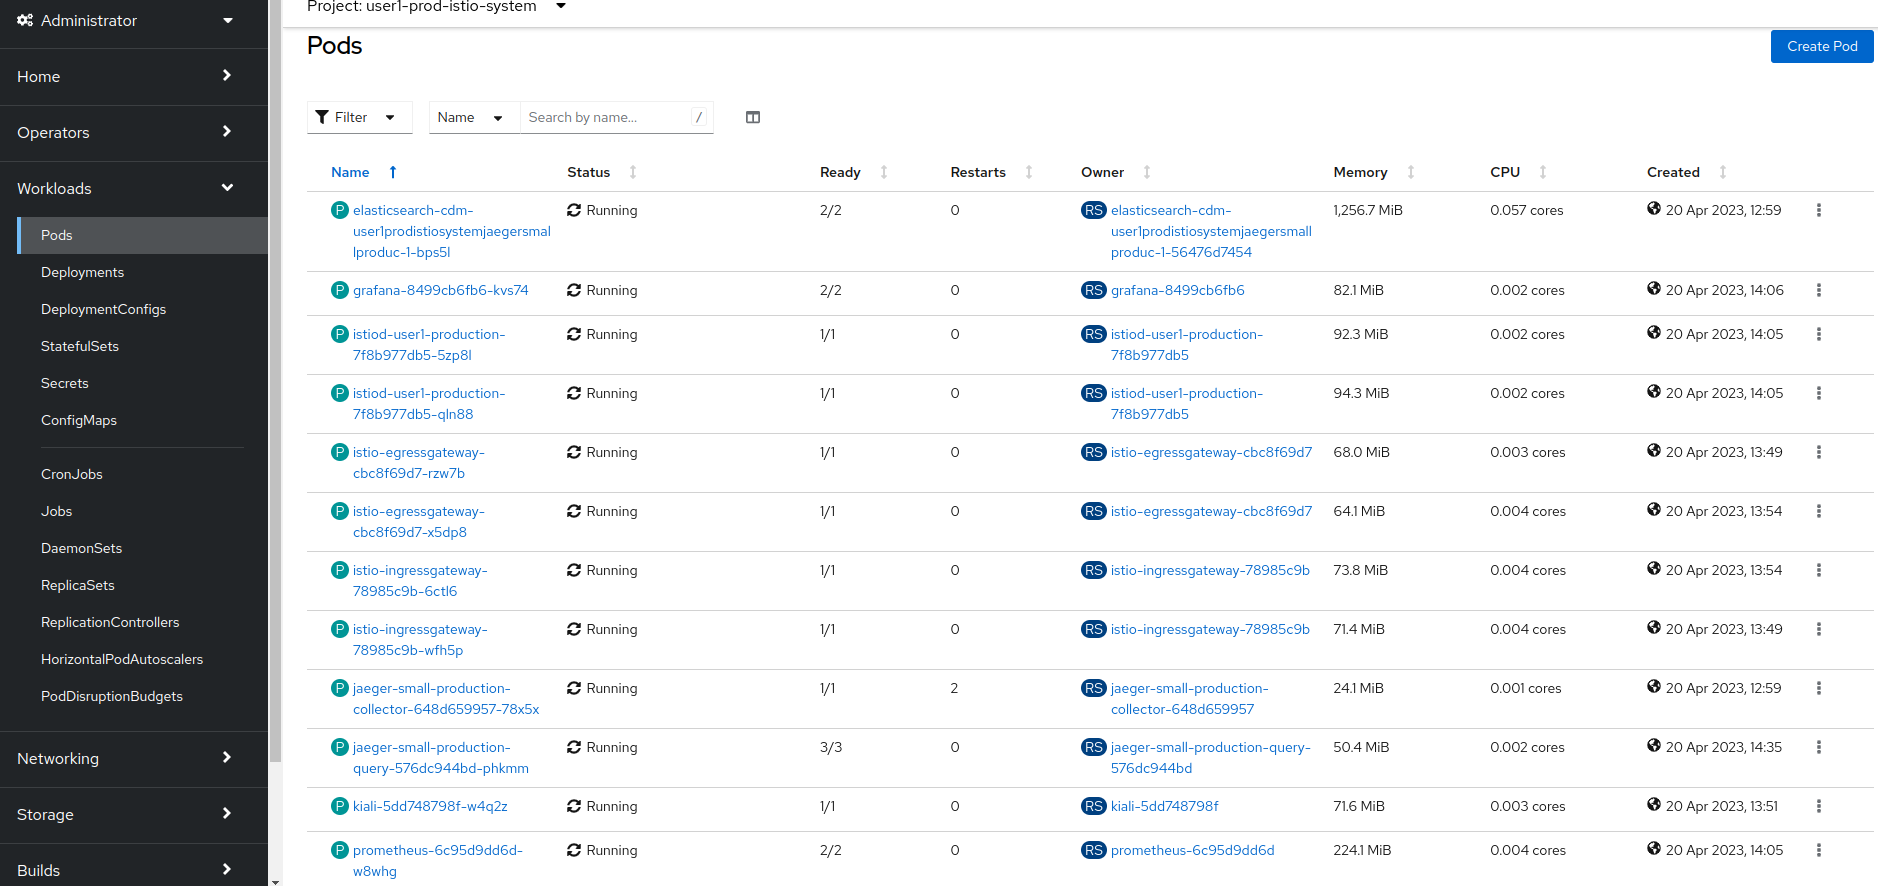 Administrator
Home
Operators
Workloads
Pods
Deployments
DeploymentConfigs
StatefulSets
Secrets
ConfigMaps
CronJobs
Jobs
DaemonSets
ReplicaSets
ReplicationControllers
HorizontalPodAutoscalers
PodDisruptionBudgets
Networking
Storage
Builds
Project: user1-prod-istio-system
Pods
Create Pod
Filter
Name
Search by name...
/
Name Status Ready Restarts Owner Memory CPU Created
P elasticsearch-cdm- Running 2/2 0 RS elasticsearch-cdm- 1,256.7 MiB 0.057 cores 20 Apr 2023, 12:59
user1prodistiosystemjaegersmal user1prodistiosystemjaegersmall
lproduc-1-bps5l produc-1-56476d7454
P grafana-8499cb6fb6-kvs74 Running 2/2 0 RS grafana-8499cb6fb6 82.1 MiB 0.002 cores 20 Apr 2023, 14:06
P istiod-user1-production- Running 1/1 0 RS istiod-user1-production- 92.3 MiB 0.002 cores 20 Apr 2023, 14:05
7f8b977db5-5zp8l 7f8b977db5
P istiod-user1-production- Running 1/1 0 RS istiod-user1-production- 94.3 MiB 0.002 cores 20 Apr 2023, 14:05
7f8b977db5-qln88 7f8b977db5
P istio-egressgateway- Running 1/1 0 RS istio-egressgateway-cbc8f69d7 68.0 MiB 0.003 cores 20 Apr 2023, 13:49
cbc8f69d7-rzw7b
P istio-egressgateway- Running 1/1 0 RS istio-egressgateway-cbc8f69d7 64.1 MiB 0.004 cores 20 Apr 2023, 13:54
cbc8f69d7-x5dp8
P istio-ingressgateway- Running 1/1 0 RS istio-ingressgateway-78985c9b 73.8 MiB 0.004 cores 20 Apr 2023, 13:54
78985c9b-6ctl6
P istio-ingressgateway- Running 1/1 0 RS istio-ingressgateway-78985c9b 71.4 MiB 0.004 cores 20 Apr 2023, 13:49
78985c9b-wfh5p
P jaeger-small-production- Running 1/1 2 RS jaeger-small-production- 24.1 MiB 0.001 cores 20 Apr 2023, 12:59
collector-648d659957-78x5x collector-648d659957
P jaeger-small-production- Running 3/3 0 RS jaeger-small-production-query- 50.4 MiB 0.002 cores 20 Apr 2023, 14:35
query-576dc944bd-phkmm 576dc944bd
P kiali-5dd748798f-w4q2z Running 1/1 0 RS kiali-5dd748798f 71.6 MiB 0.003 cores 20 Apr 2023, 13:51
P prometheus-6c95d9dd6d- Running 2/2 0 RS prometheus-6c95d9dd6d 224.1 MiB 0.004 cores 20 Apr 2023, 14:05
w8whg